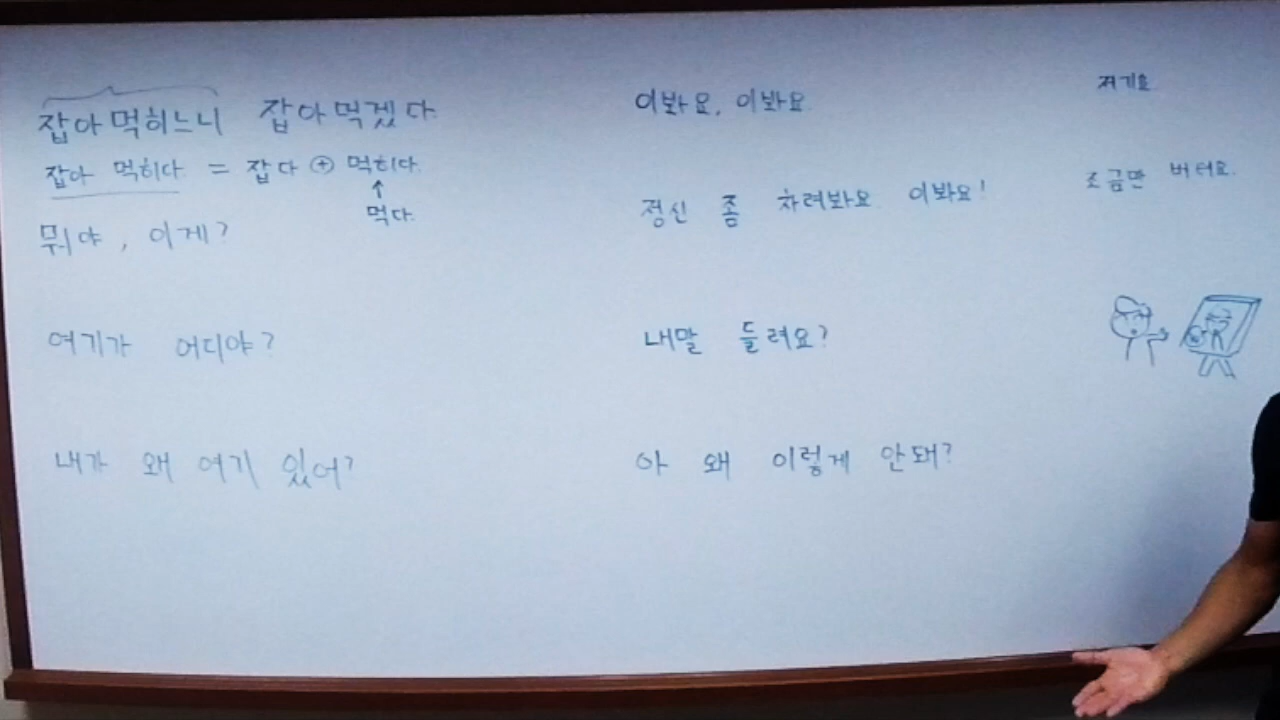 잡아먹히느니 잡아먹겠다.
잡아 먹히다. = 잡다 ⊕ 먹히다.
↑
먹다.
뭐야, 이게?
여기가 어디야?
내가 왜 여기 있어?
이봐요, 이봐요.
정신 좀 차려봐요 이봐요!
내말 들려요?
아 왜 이렇게 안돼?
저기요
조금만 버텨요.